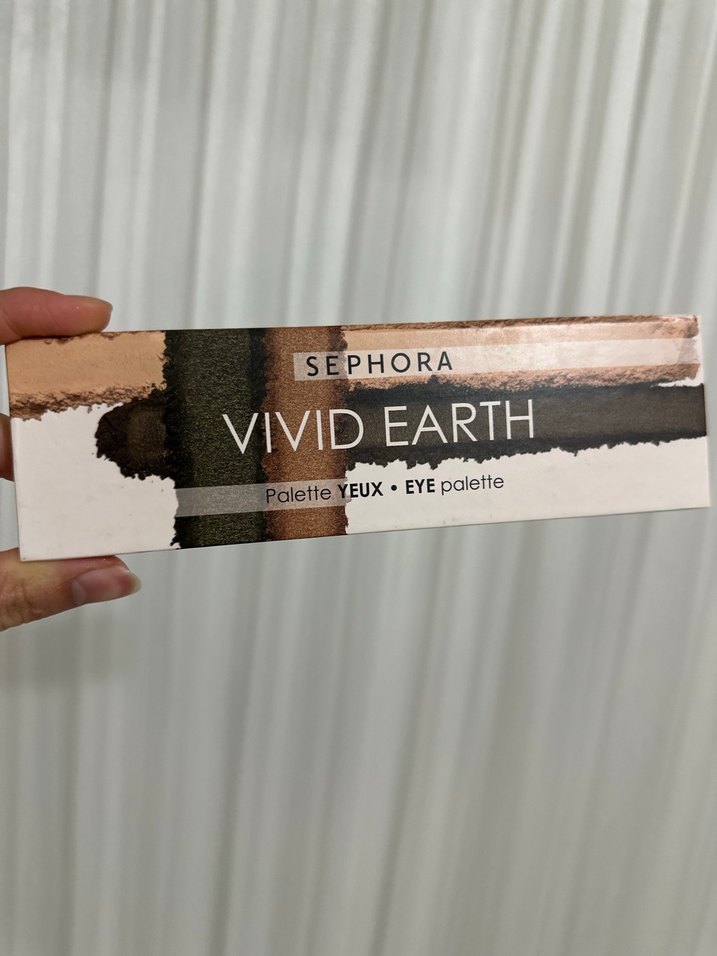 SEPHORA
VIVID EARTH
Palette YEUX • EYE palette